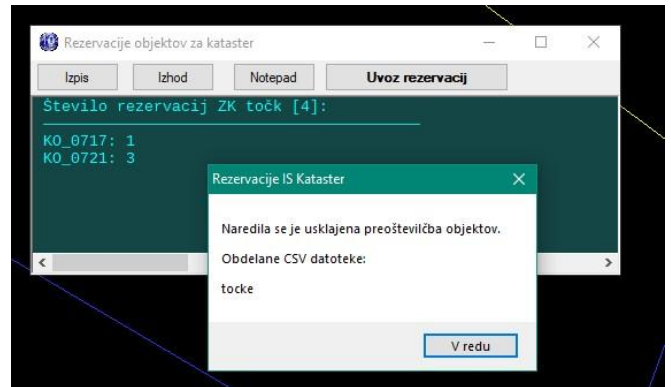 Rezervacije objektov za kataster
Izpis Izhod Notepad Uvoz rezervacij
Število rezervacij ZK točk [4]:
KO_0717: 1
KO_0721: 3
Rezervacije IS Kataster
Naredila se je usklajena preoštevilčba objektov.
Obdelane CSV datoteke:
tocke
V redu